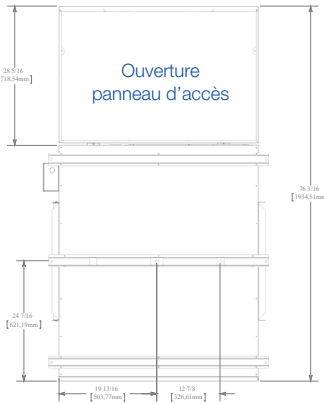 Ouverture
panneau d'accès
28 5/16
718,54mm]
76 3/16
[1934,51mm
24 7/16
[621,19mm]
19 13/16
[503,77mm]
12 7/8
[326,61mm]